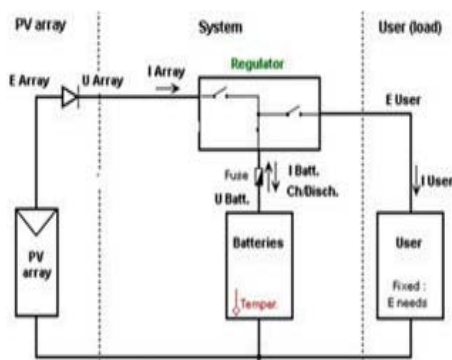 PV array
System
User (load)
Regulator
E Array
U Array
I Array
E User
Fuse
I Batt.
Ch/Disch.
U Batt.
I User
PV
array
Batteries
Temper.
User
Fixed :
E needs